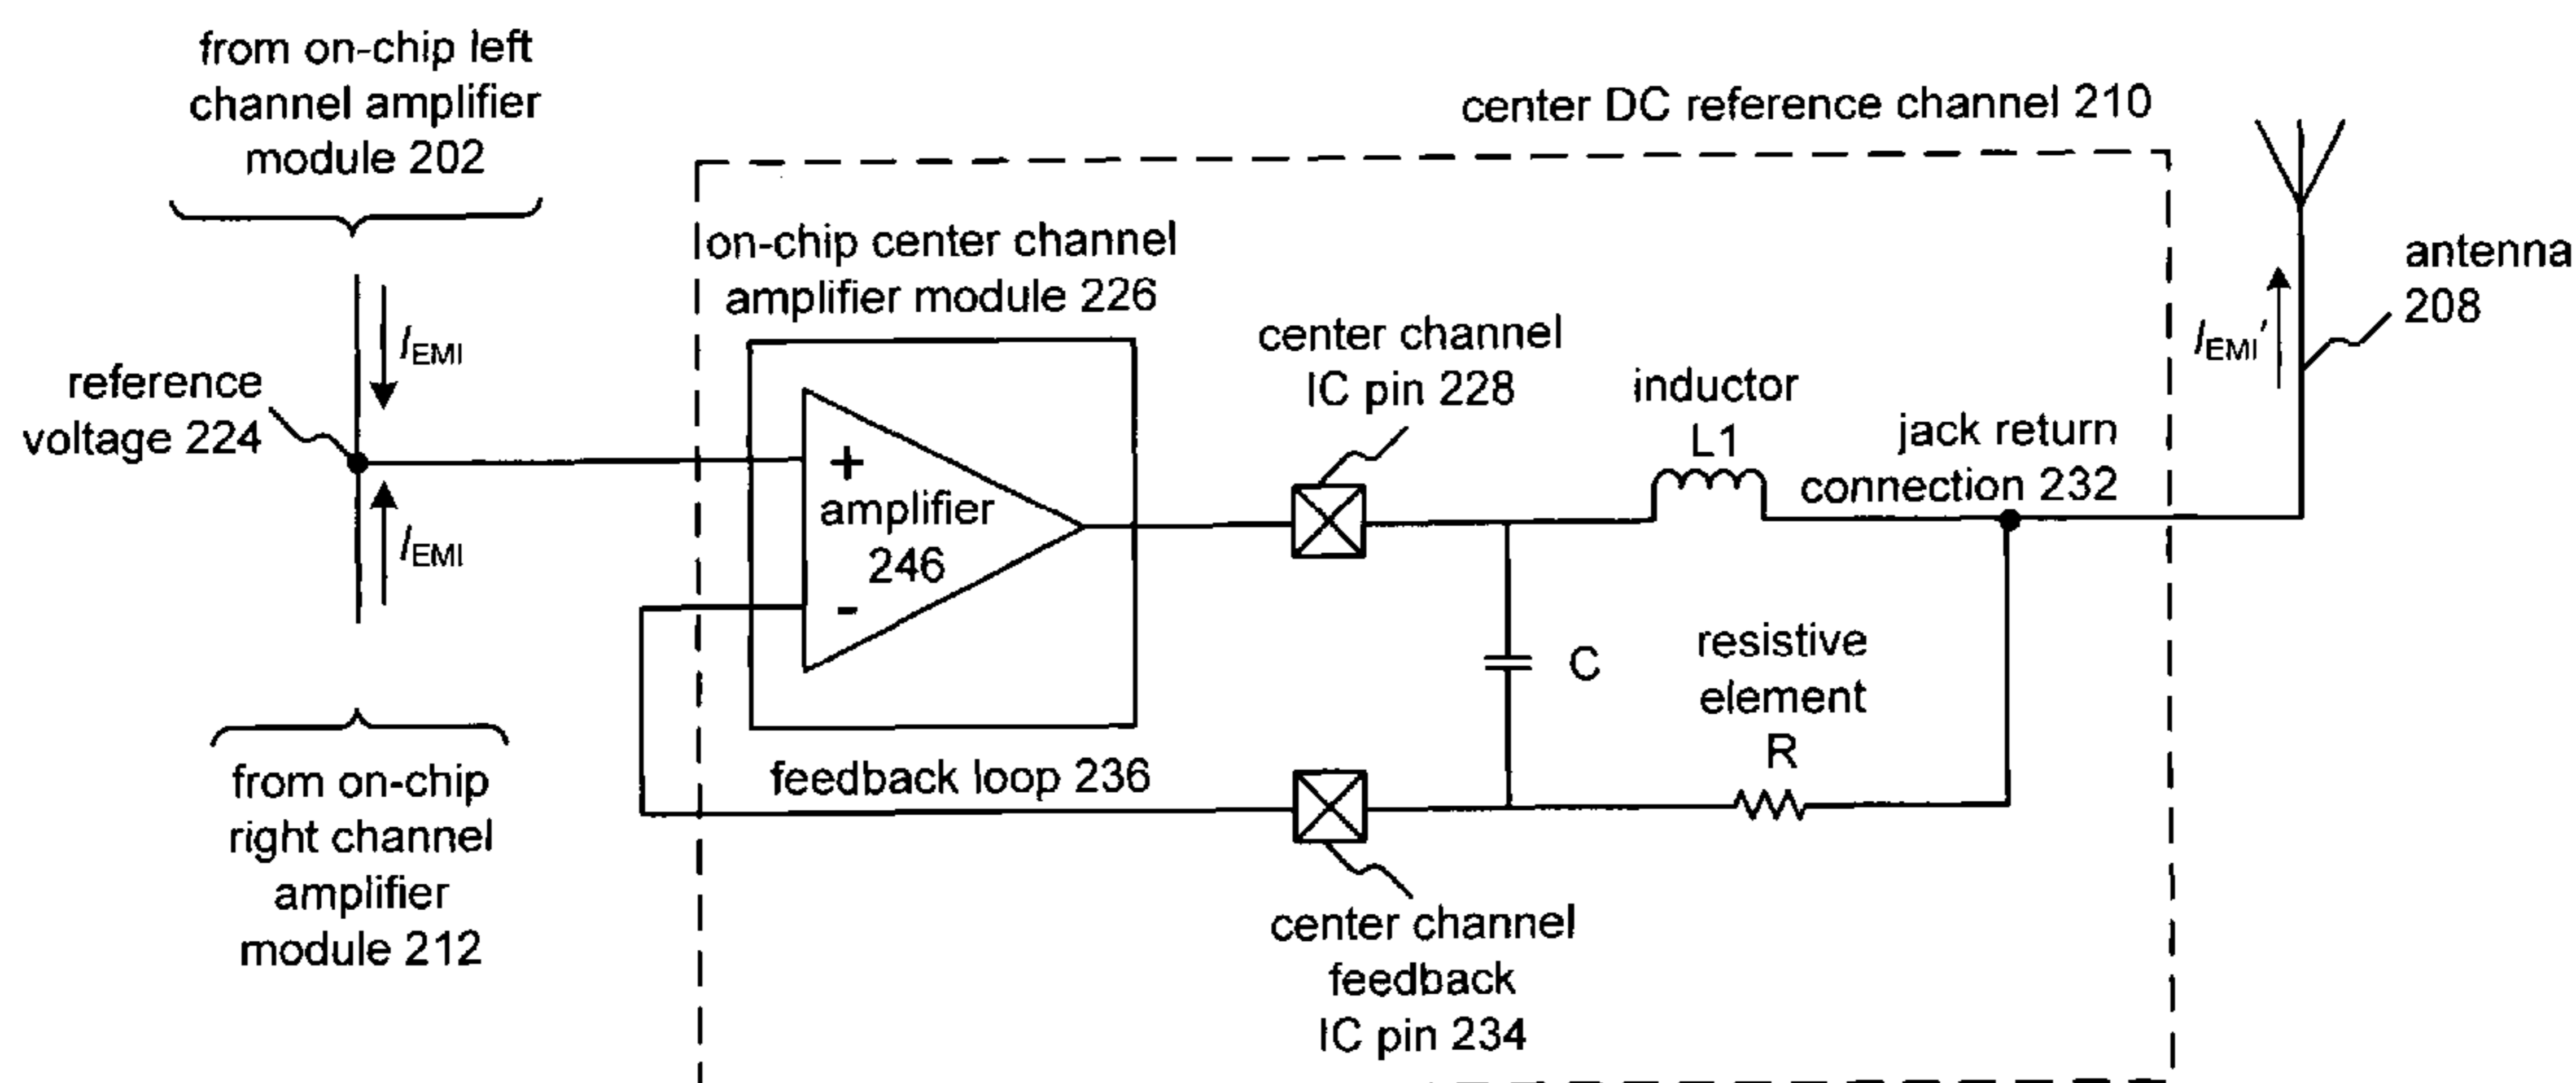 from on-chip left
channel amplifier
module 202
center DC reference channel 210
on-chip center channel
amplifier module 226
antenna
208
I_EMI
I_EMI'
reference
voltage 224
center channel
IC pin 228
inductor
L1
jack return
connection 232
+
amplifier
246
-
I_EMI
C
resistive
element
R
feedback loop 236
from on-chip
right channel
amplifier
module 212
center channel
feedback
IC pin 234